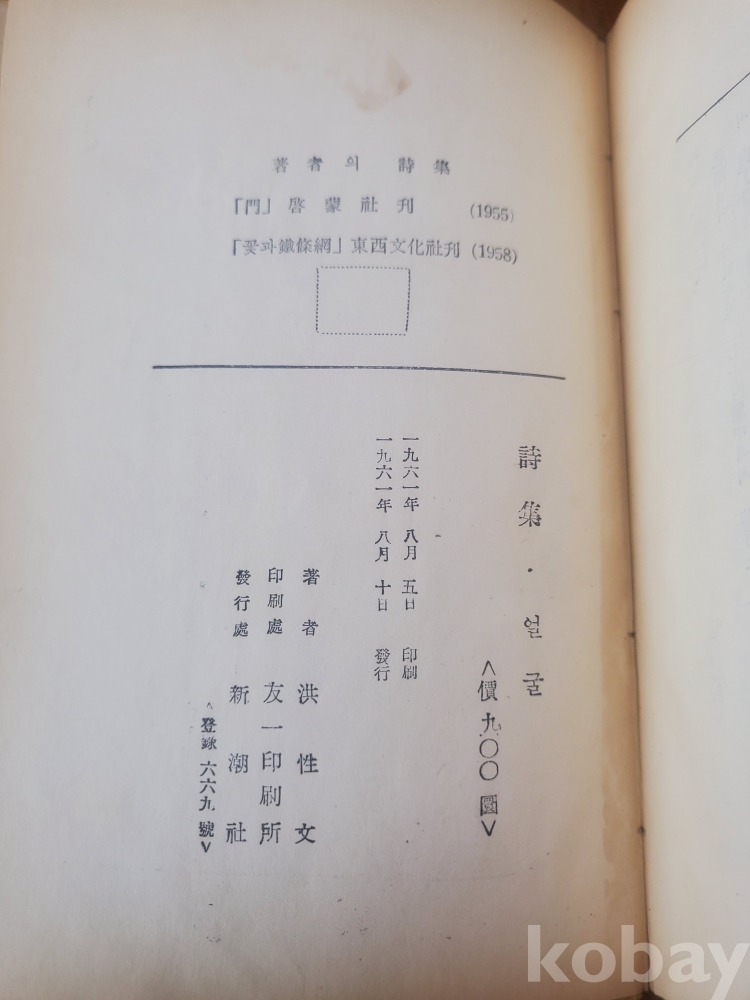 著者의 詩集
「門」 啓蒙社刊 (1955)
「꽃과鐵條網」 東西文化社刊 (1958)
詩集 · 얼굴
<價 九〇〇圜>
一九六一年 八月 五日 印刷
一九六一年 八月 十日 發行
著者 洪性文
印刷處 友一印刷所
發行處 新潮社
<登錄 六六九號>
kobay